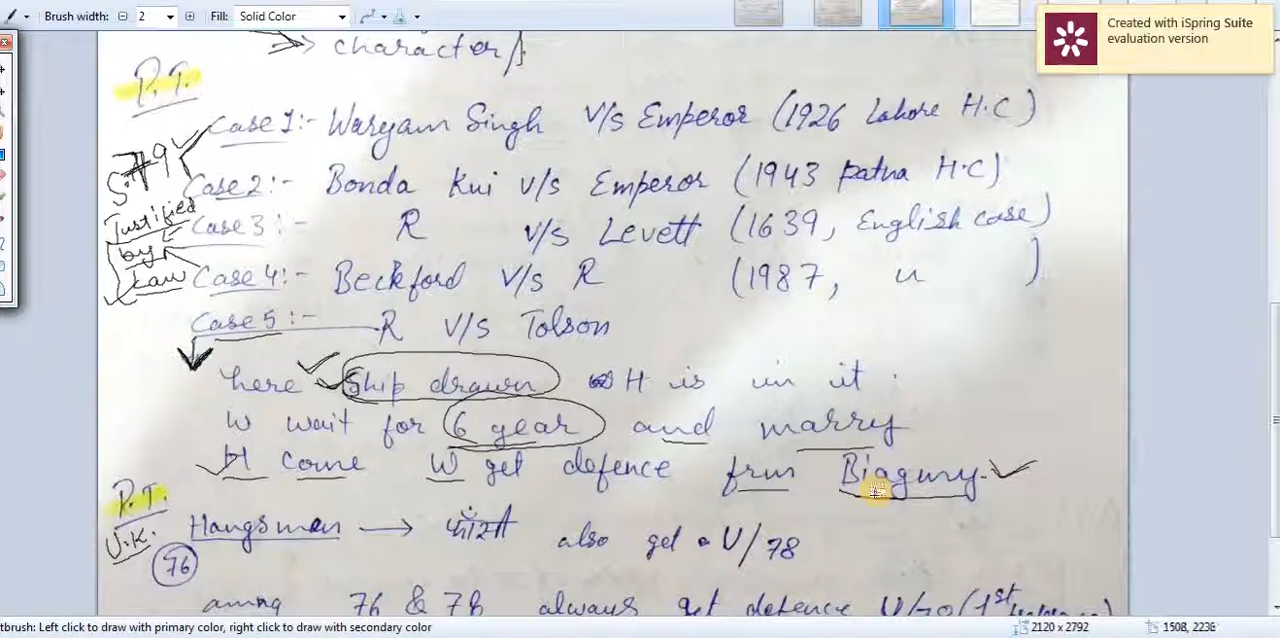 Brush width: 2 Fill: Solid Color
Created with iSpring Suite
evaluation version
character
P.T.
Case 1:- Waryam Singh V/s Emperor (1926 Lahore H.C)
S.79
Case 2:- Bonda Kui v/s Emperor (1943 Patna H.C)
Justified
by
Law
Case 3:- R v/s Levett (1639, English case)
Case 4:- Beckford v/s R (1987, u )
Case 5:- R v/s Tolson
here Ship drawn H is in it.
W wait for 6 year and marry
H come W get defence frm Biagumy.
P.T.
U.K. Hangsman → also get U/78
76
among 76 & 78 always get defence
tbrush: Left click to draw with primary color, right click to draw with secondary color 2120 x 2792 1508, 2236